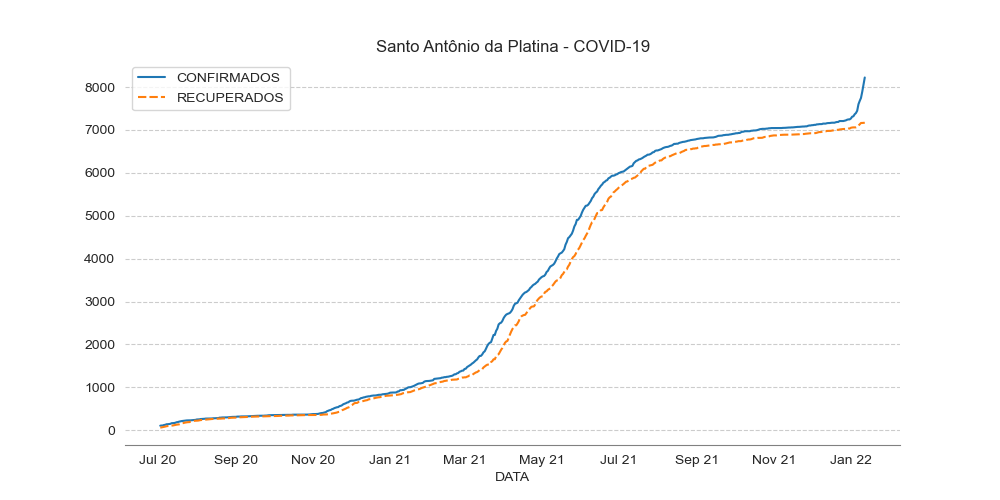 Santo Antônio da Platina - COVID-19
CONFIRMADOS
RECUPERADOS
8000
7000
6000
5000
4000
3000
2000
1000
0
Jul 20 Sep 20 Nov 20 Jan 21 Mar 21 May 21 Jul 21 Sep 21 Nov 21 Jan 22
DATA